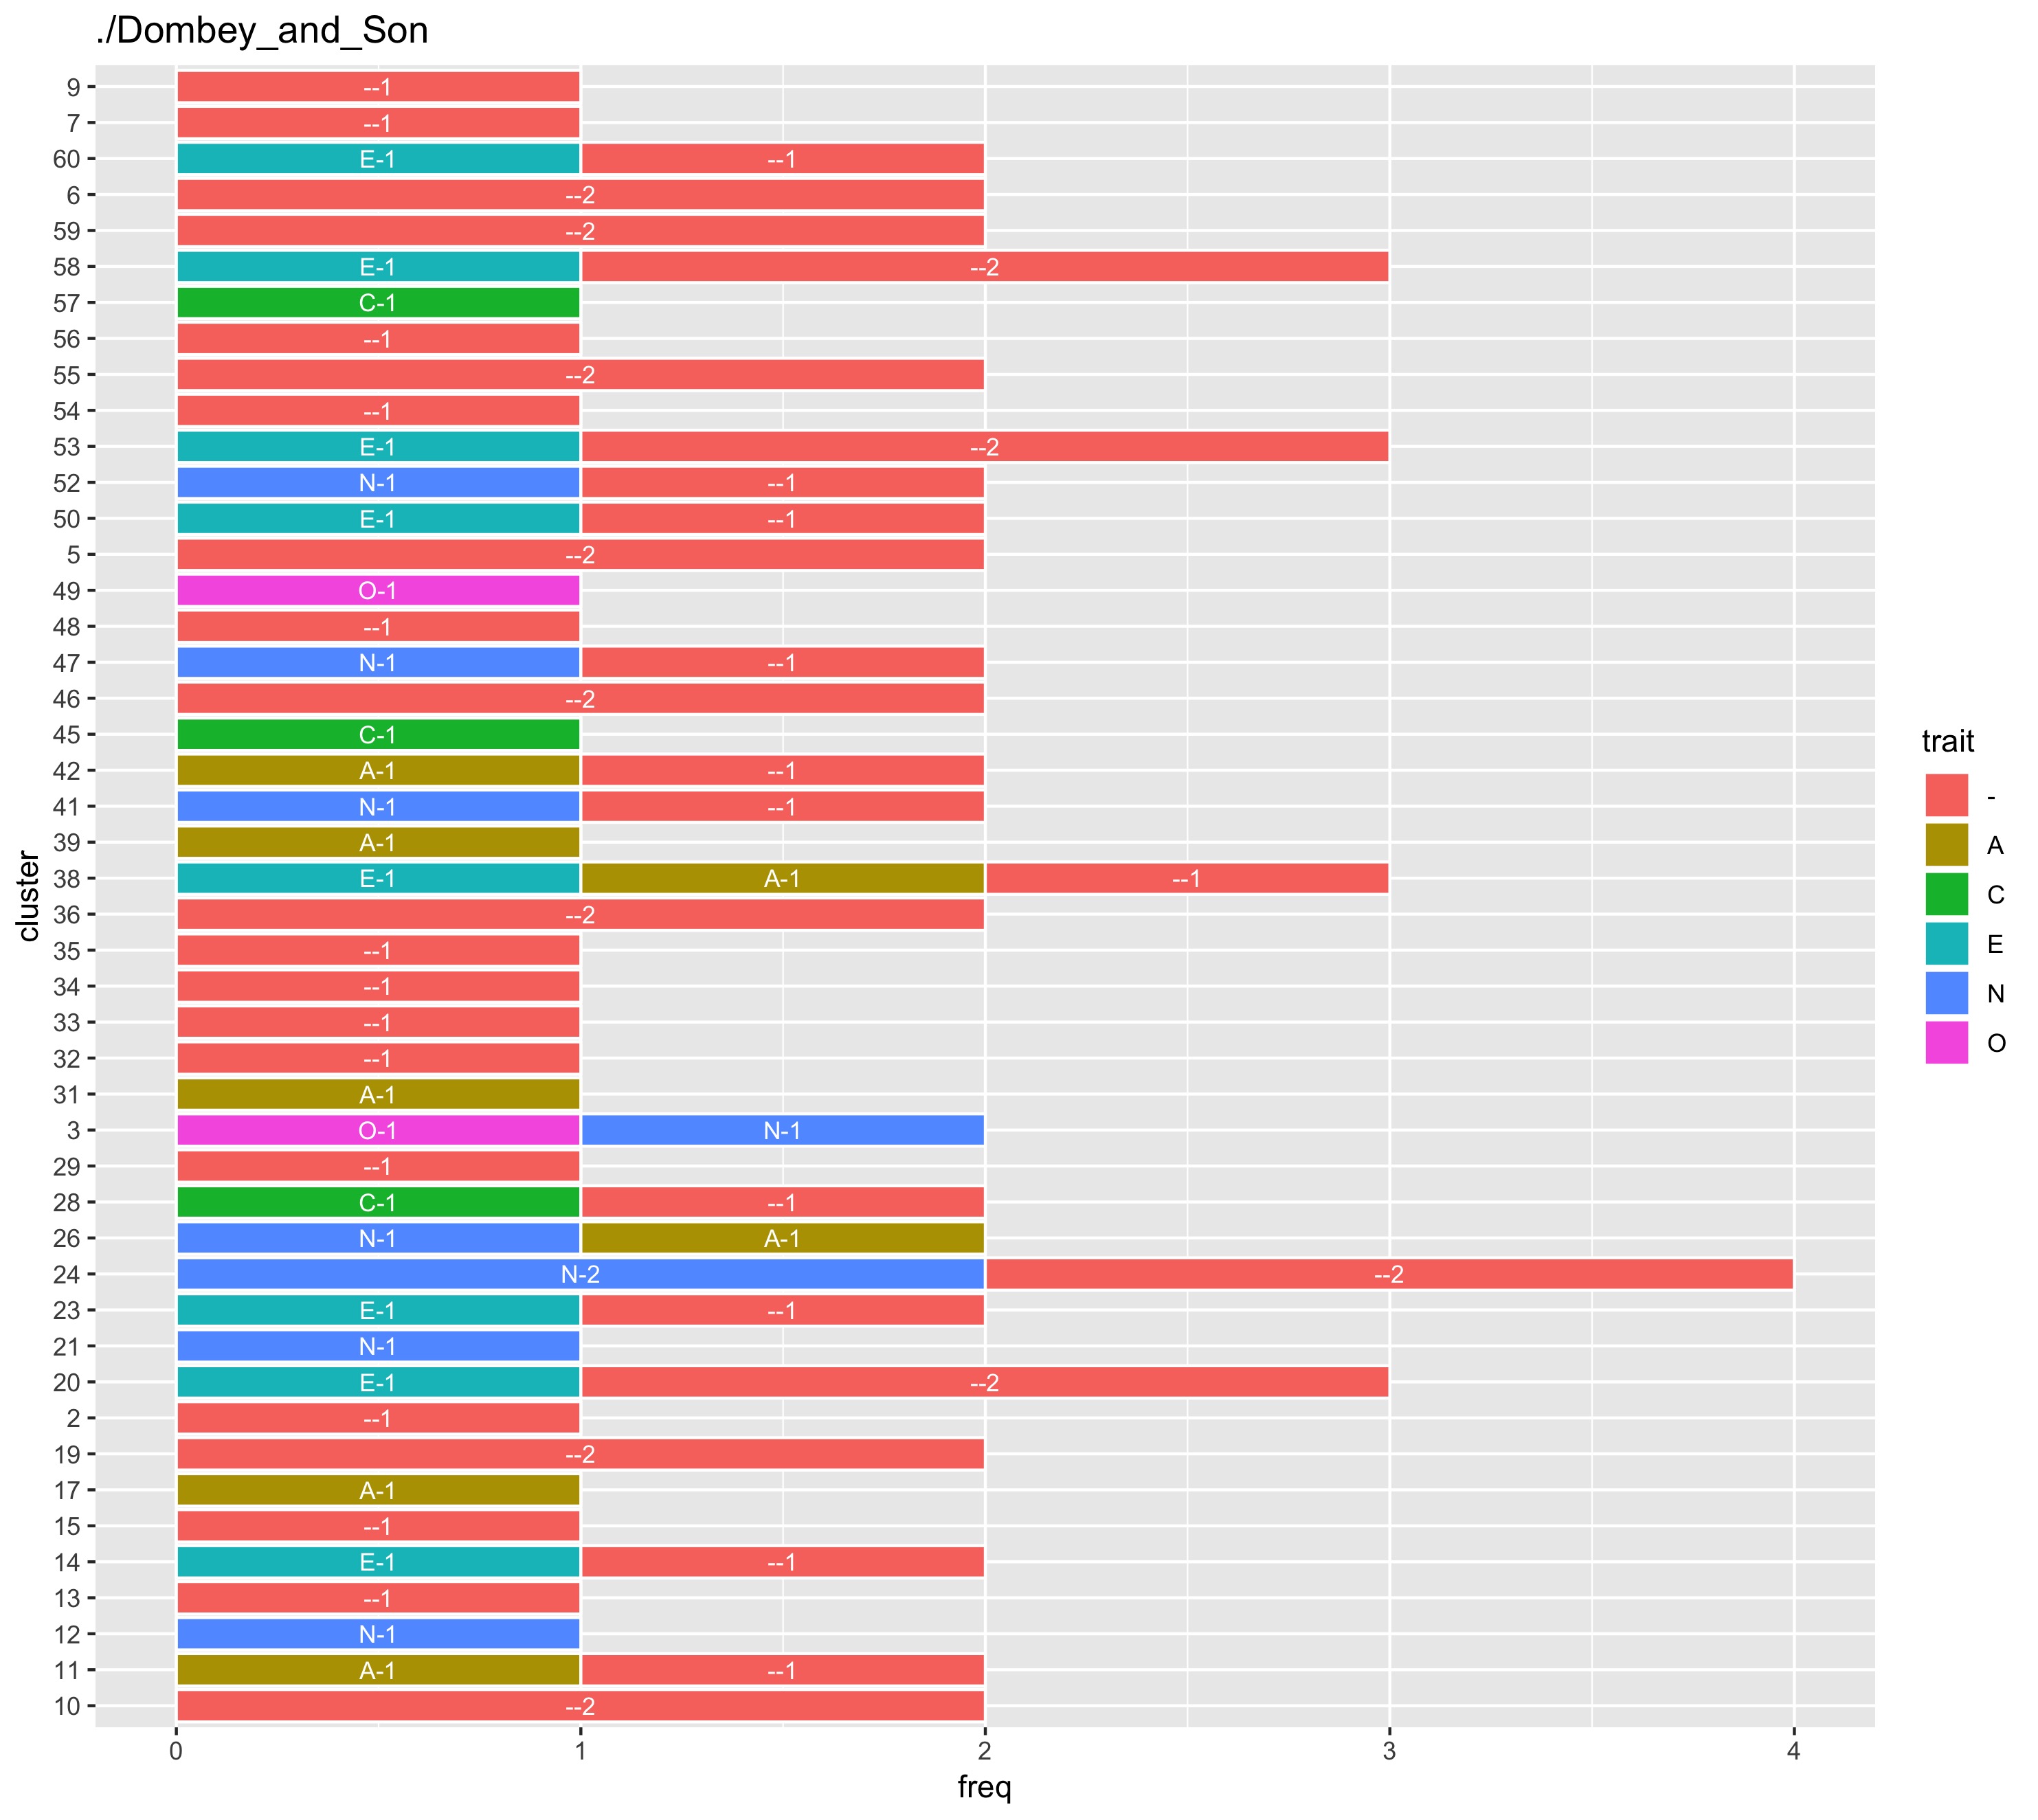 ./Dombey_and_Son
9 --1
7 --1
60 E-1 --1
6 --2
59 --2
58 E-1 --2
57 C-1
56 --1
55 --2
54 --1
53 E-1 --2
52 N-1 --1
50 E-1 --1
5 --2
49 O-1
48 --1
47 N-1 --1
46 --2
45 C-1
42 A-1 --1
41 N-1 --1
39 A-1
38 E-1 A-1 --1
36 --2
35 --1
34 --1
33 --1
32 --1
31 A-1
3 O-1 N-1
29 --1
28 C-1 --1
26 N-1 A-1
24 N-2 --2
23 E-1 --1
21 N-1
20 E-1 --2
2 --1
19 --2
17 A-1
15 --1
14 E-1 --1
13 --1
12 N-1
11 A-1 --1
10 --2
0 1 2 3 4
freq
cluster
trait
-
A
C
E
N
O